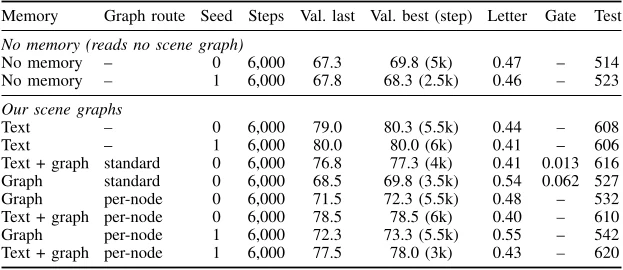 Memory Graph route Seed Steps Val. last Val. best (step) Letter Gate Test
No memory (reads no scene graph)
No memory – 0 6,000 67.3 69.8 (5k) 0.47 – 514
No memory – 1 6,000 67.8 68.3 (2.5k) 0.46 – 523
Our scene graphs
Text – 0 6,000 79.0 80.3 (5.5k) 0.44 – 608
Text – 1 6,000 80.0 80.0 (6k) 0.41 – 606
Text + graph standard 0 6,000 76.8 77.3 (4k) 0.41 0.013 616
Graph standard 0 6,000 68.5 69.8 (3.5k) 0.54 0.062 527
Graph per-node 0 6,000 71.5 72.3 (5.5k) 0.48 – 532
Text + graph per-node 0 6,000 78.5 78.5 (6k) 0.40 – 610
Graph per-node 1 6,000 72.3 73.3 (5.5k) 0.55 – 542
Text + graph per-node 1 6,000 77.5 78.0 (3k) 0.43 – 620